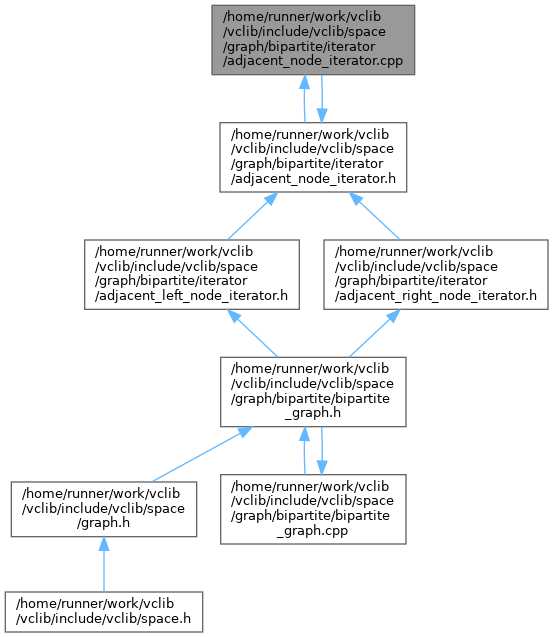 /home/runner/work/vclib
/vclib/include/vclib/space
/graph/bipartite/iterator
/adjacent_node_iterator.cpp
/home/runner/work/vclib
/vclib/include/vclib/space
/graph/bipartite/iterator
/adjacent_node_iterator.h
/home/runner/work/vclib
/vclib/include/vclib/space
/graph/bipartite/iterator
/adjacent_left_node_iterator.h
/home/runner/work/vclib
/vclib/include/vclib/space
/graph/bipartite/iterator
/adjacent_right_node_iterator.h
/home/runner/work/vclib
/vclib/include/vclib/space
/graph/bipartite/bipartite
_graph.h
/home/runner/work/vclib
/vclib/include/vclib/space
/graph.h
/home/runner/work/vclib
/vclib/include/vclib/space
/graph/bipartite/bipartite
_graph.cpp
/home/runner/work/vclib
/vclib/include/vclib/space.h